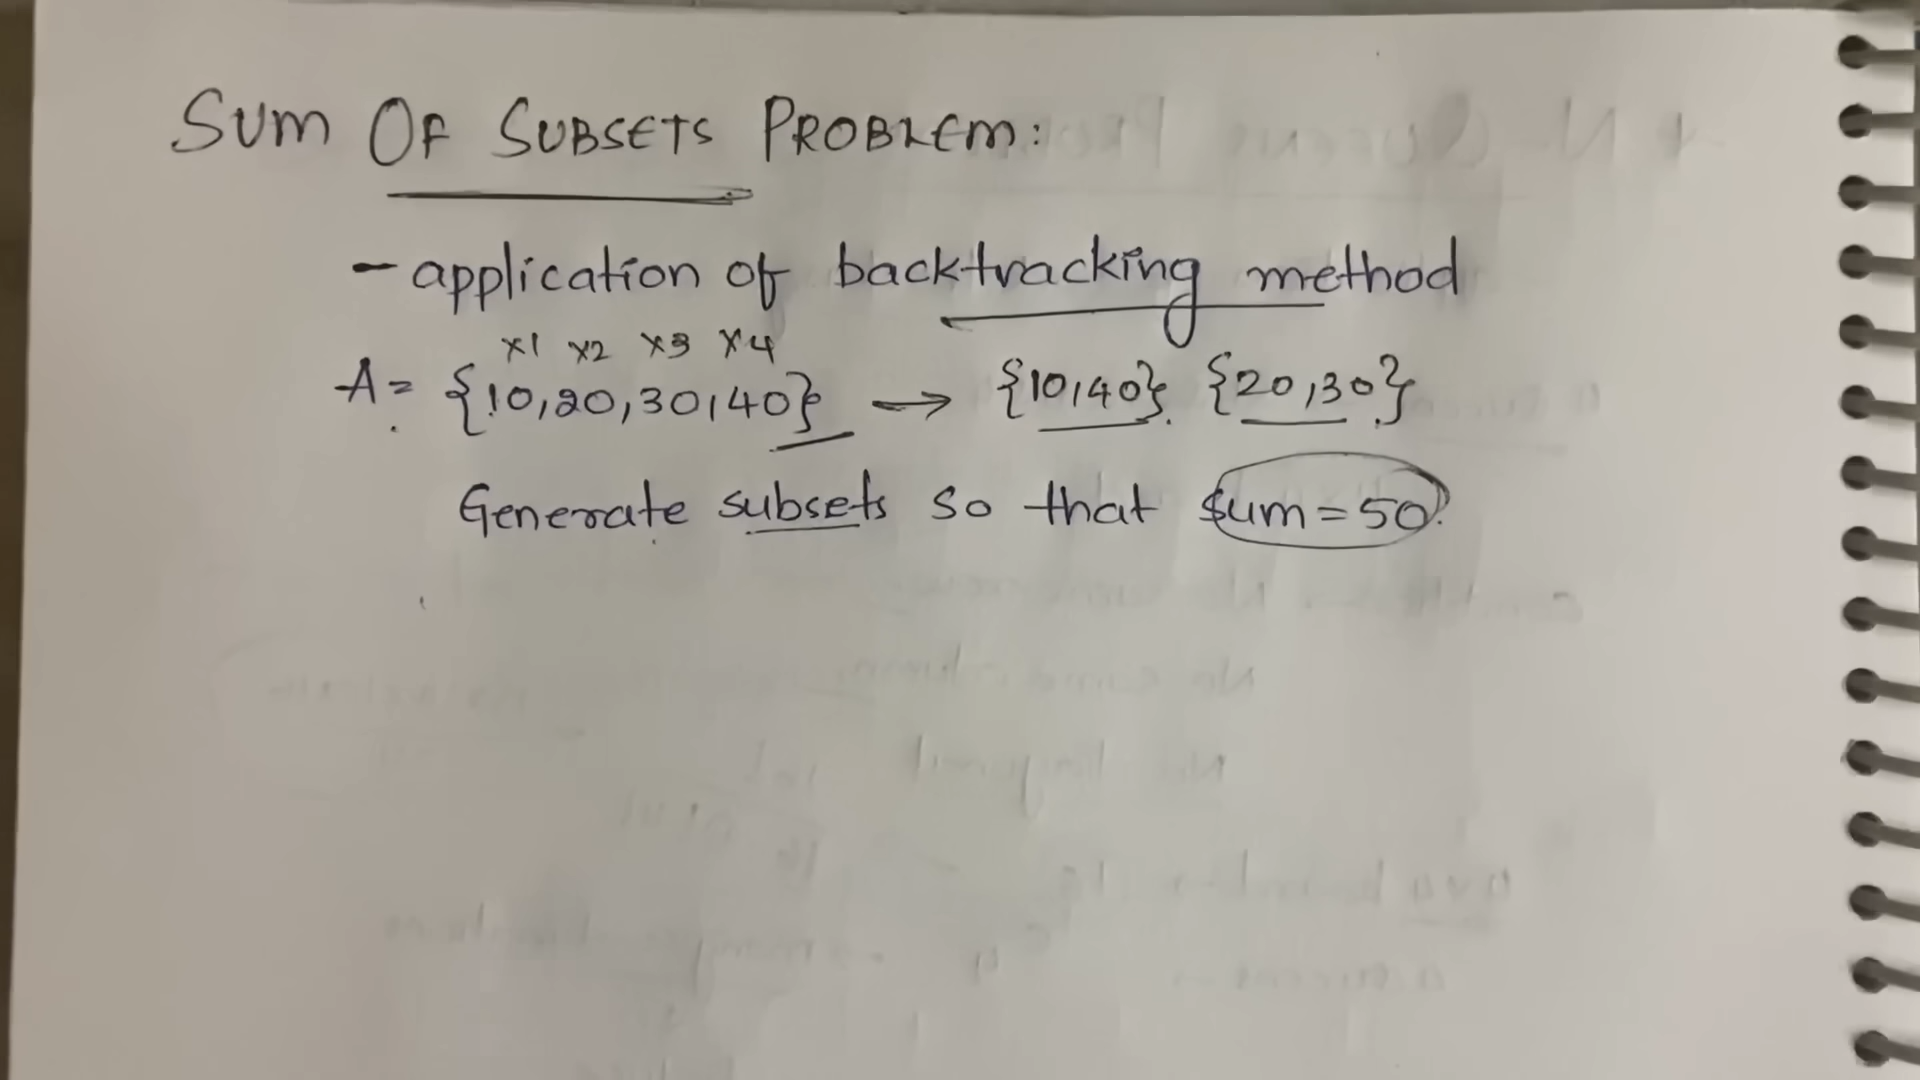 SUM OF SUBSETS PROBLEM:
- application of backtracking method
x1 x2 x3 x4
A = {10,20,30,40} → {10,40} {20,30}
Generate subsets so that sum = 50.